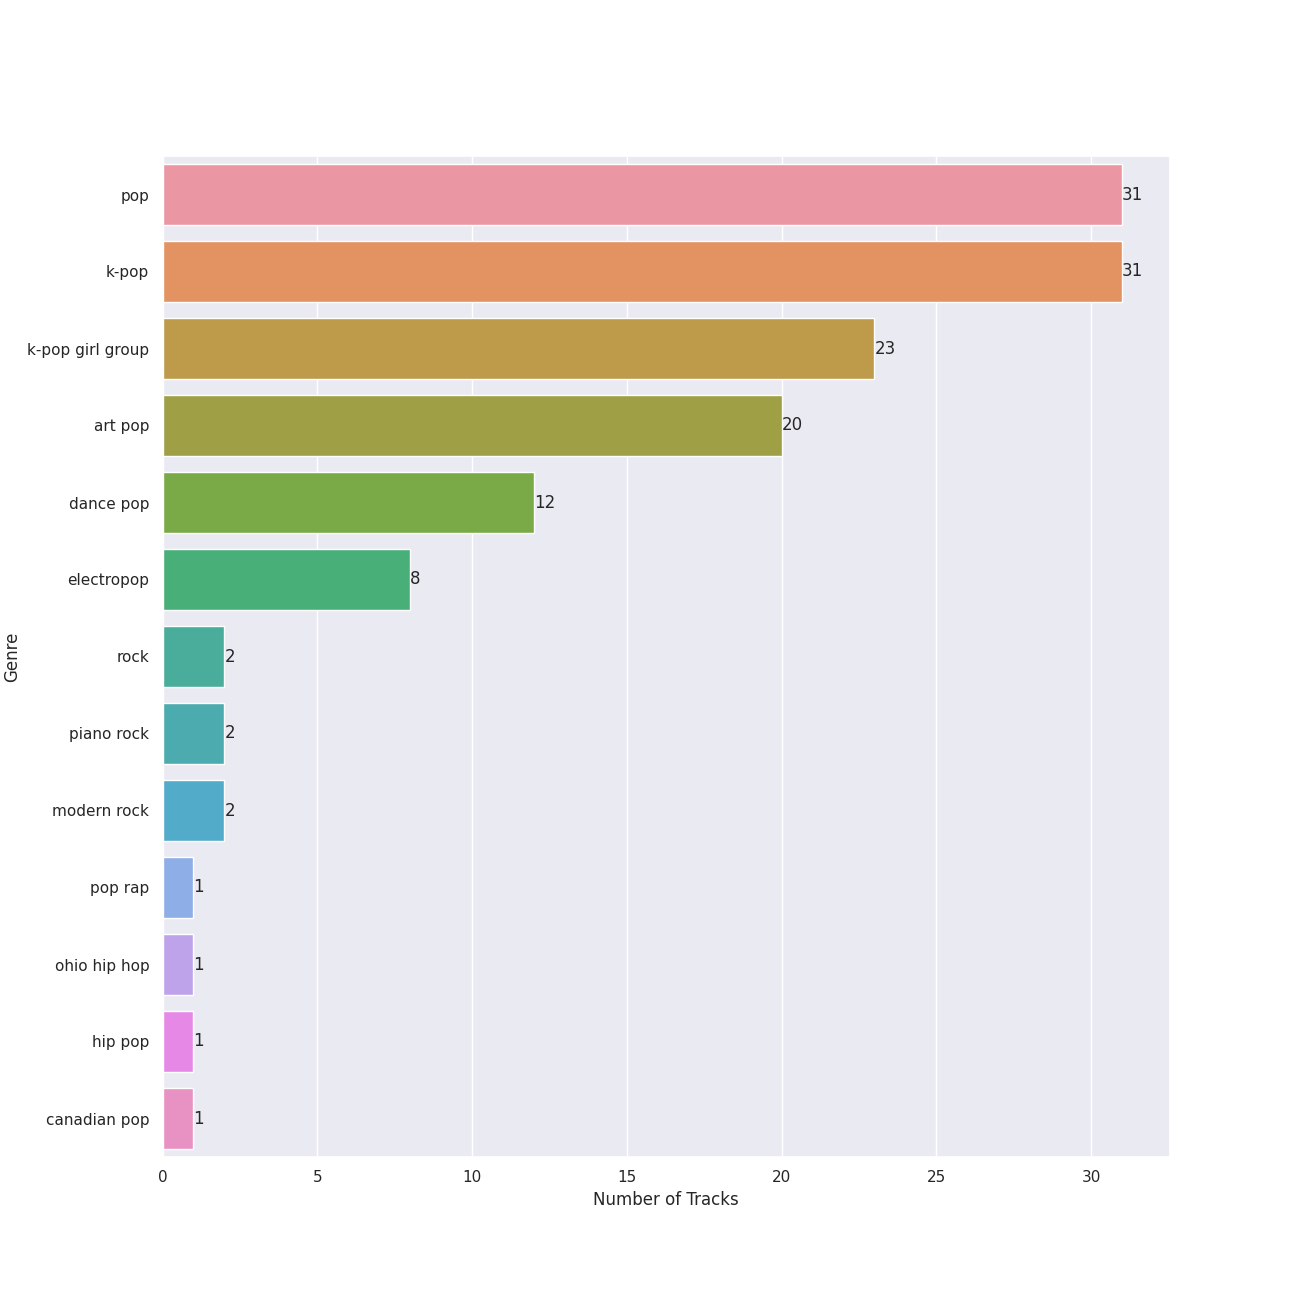 pop 31
k-pop 31
k-pop girl group 23
art pop 20
dance pop 12
electropop 8
rock 2
piano rock 2
modern rock 2
pop rap 1
ohio hip hop 1
hip pop 1
canadian pop 1
0 5 10 15 20 25 30
Number of Tracks
Genre